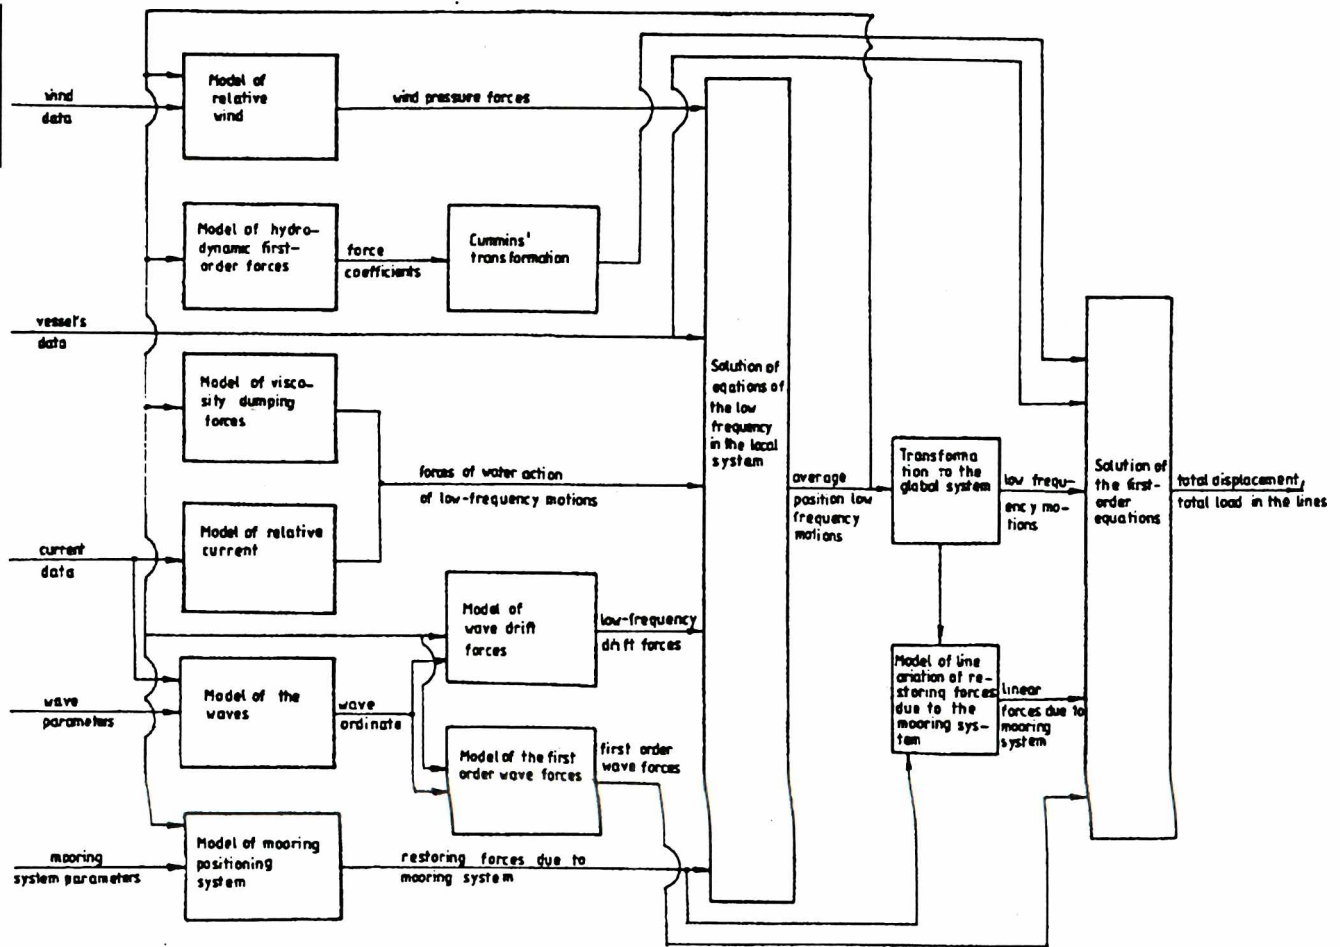 wind
data
Model of
relative
wind
wind pressure forces
Model of hydro-
dynamic first-
order forces
force
coefficients
Cummins'
transformation
vessel's
data
Model of visco-
sity dumping
forces
forces of water action
of low-frequency motions
current
data
Model of relative
current
Model of
wave drift
forces
low-frequency
drift forces
wave
parameters
Model of the
waves
wave
ordinate
Model of the first
order wave forces
first order
wave forces
mooring
system parameters
Model of mooring
positioning
system
restoring forces due to
mooring system
Solution of
eqations of
the low
frequency
in the local
system
average
position low
frequency
motions
Transforma
tion to the
global system
low frequ-
ency mo-
tions
Model of line
ariation of re-
storing forces
due to the
mooring sys-
tem
linear
forces due to
mooring
system
Solution of
the first-
order
equations
total displacement,
total load in the lines